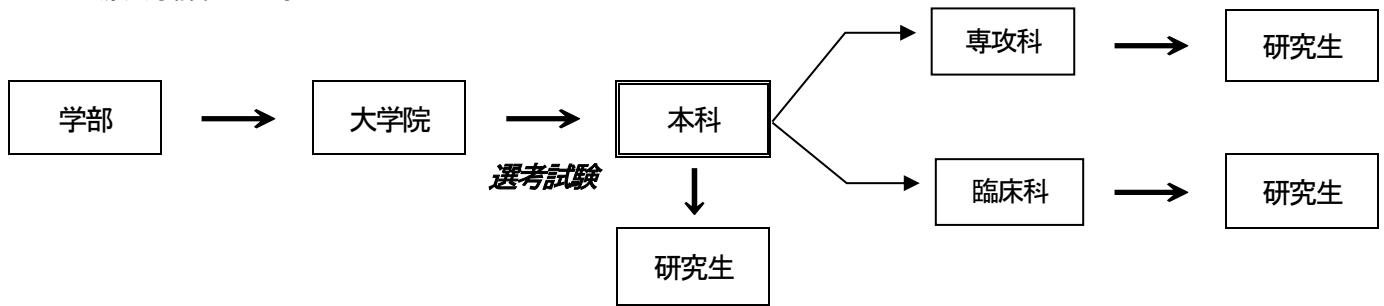 専攻科
研究生
学部
大学院
本科
選考試験
臨床科
研究生
研究生